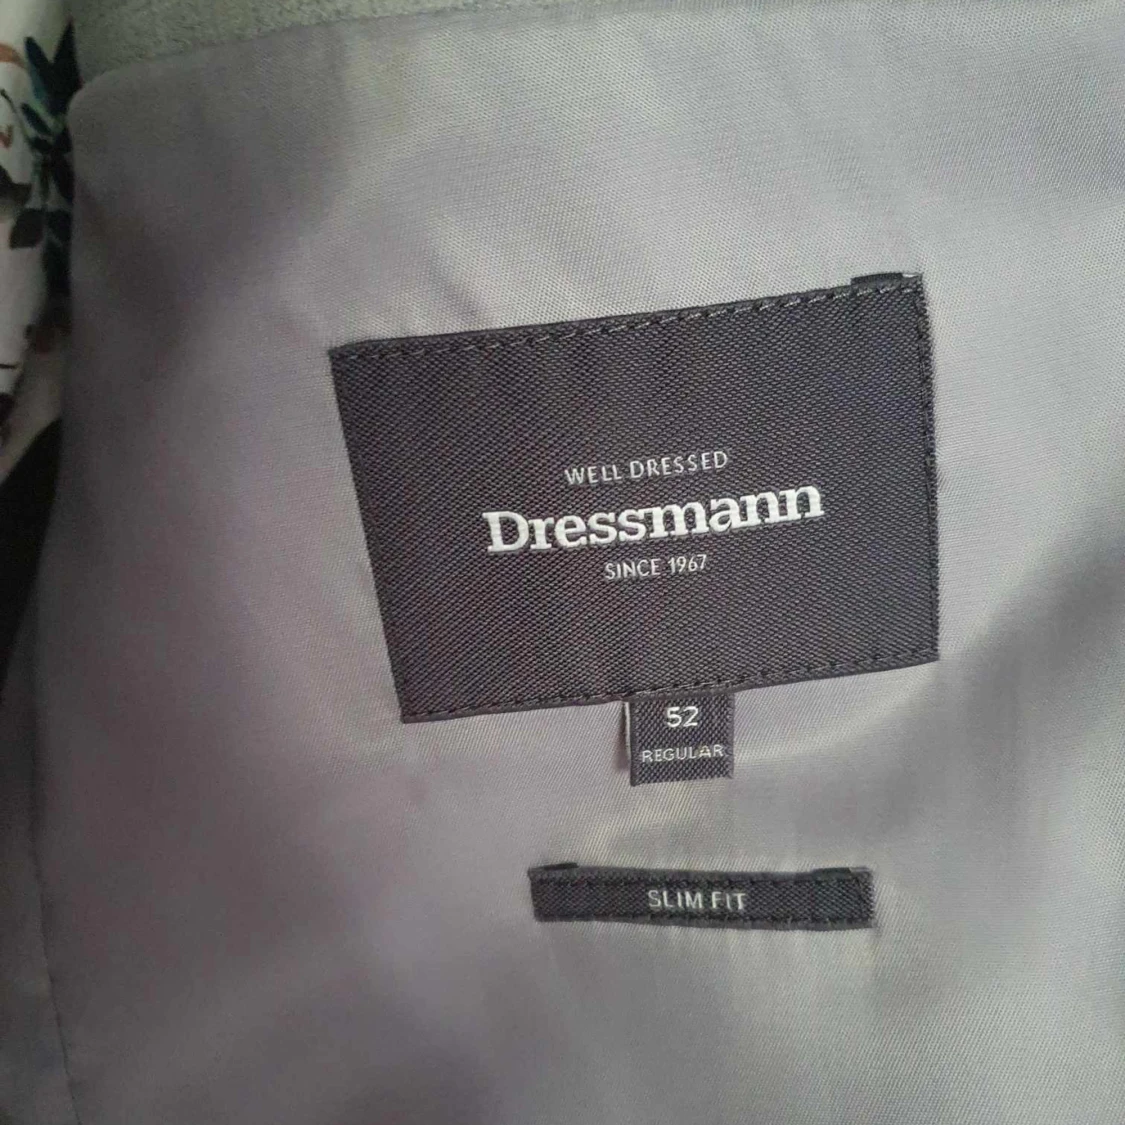 WELL DRESSED
Dressmann
SINCE 1967
52
REGULAR
SLIM FIT